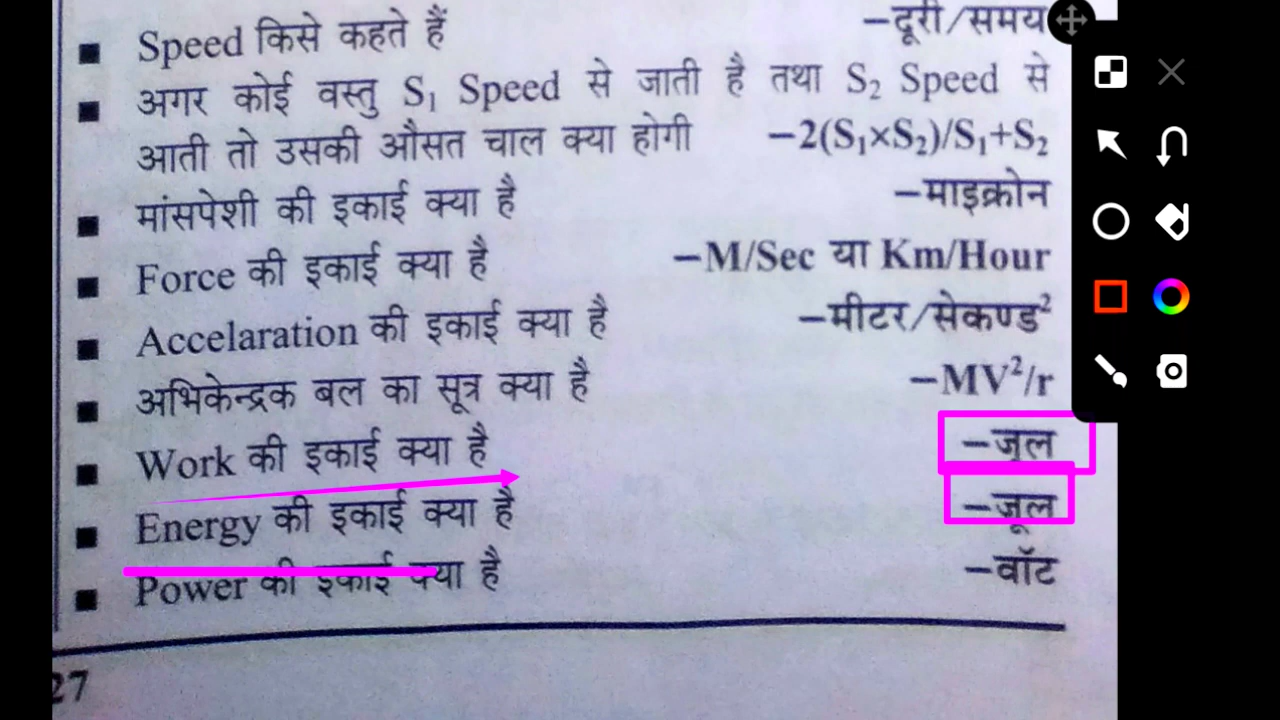 Speed किसे कहते हैं –दूरी/समय
अगर कोई वस्तु S₁ Speed से जाती है तथा S₂ Speed से
आती तो उसकी औसत चाल क्या होगी –2(S₁×S₂)/S₁+S₂
मांसपेशी की इकाई क्या है –माइक्रोन
Force की इकाई क्या है –M/Sec या Km/Hour
Accelaration की इकाई क्या है –मीटर/सेकण्ड²
अभिकेन्द्रक बल का सूत्र क्या है –MV²/r
Work की इकाई क्या है –जूल
Energy की इकाई क्या है –जूल
Power की इकाई क्या है –वॉट
27